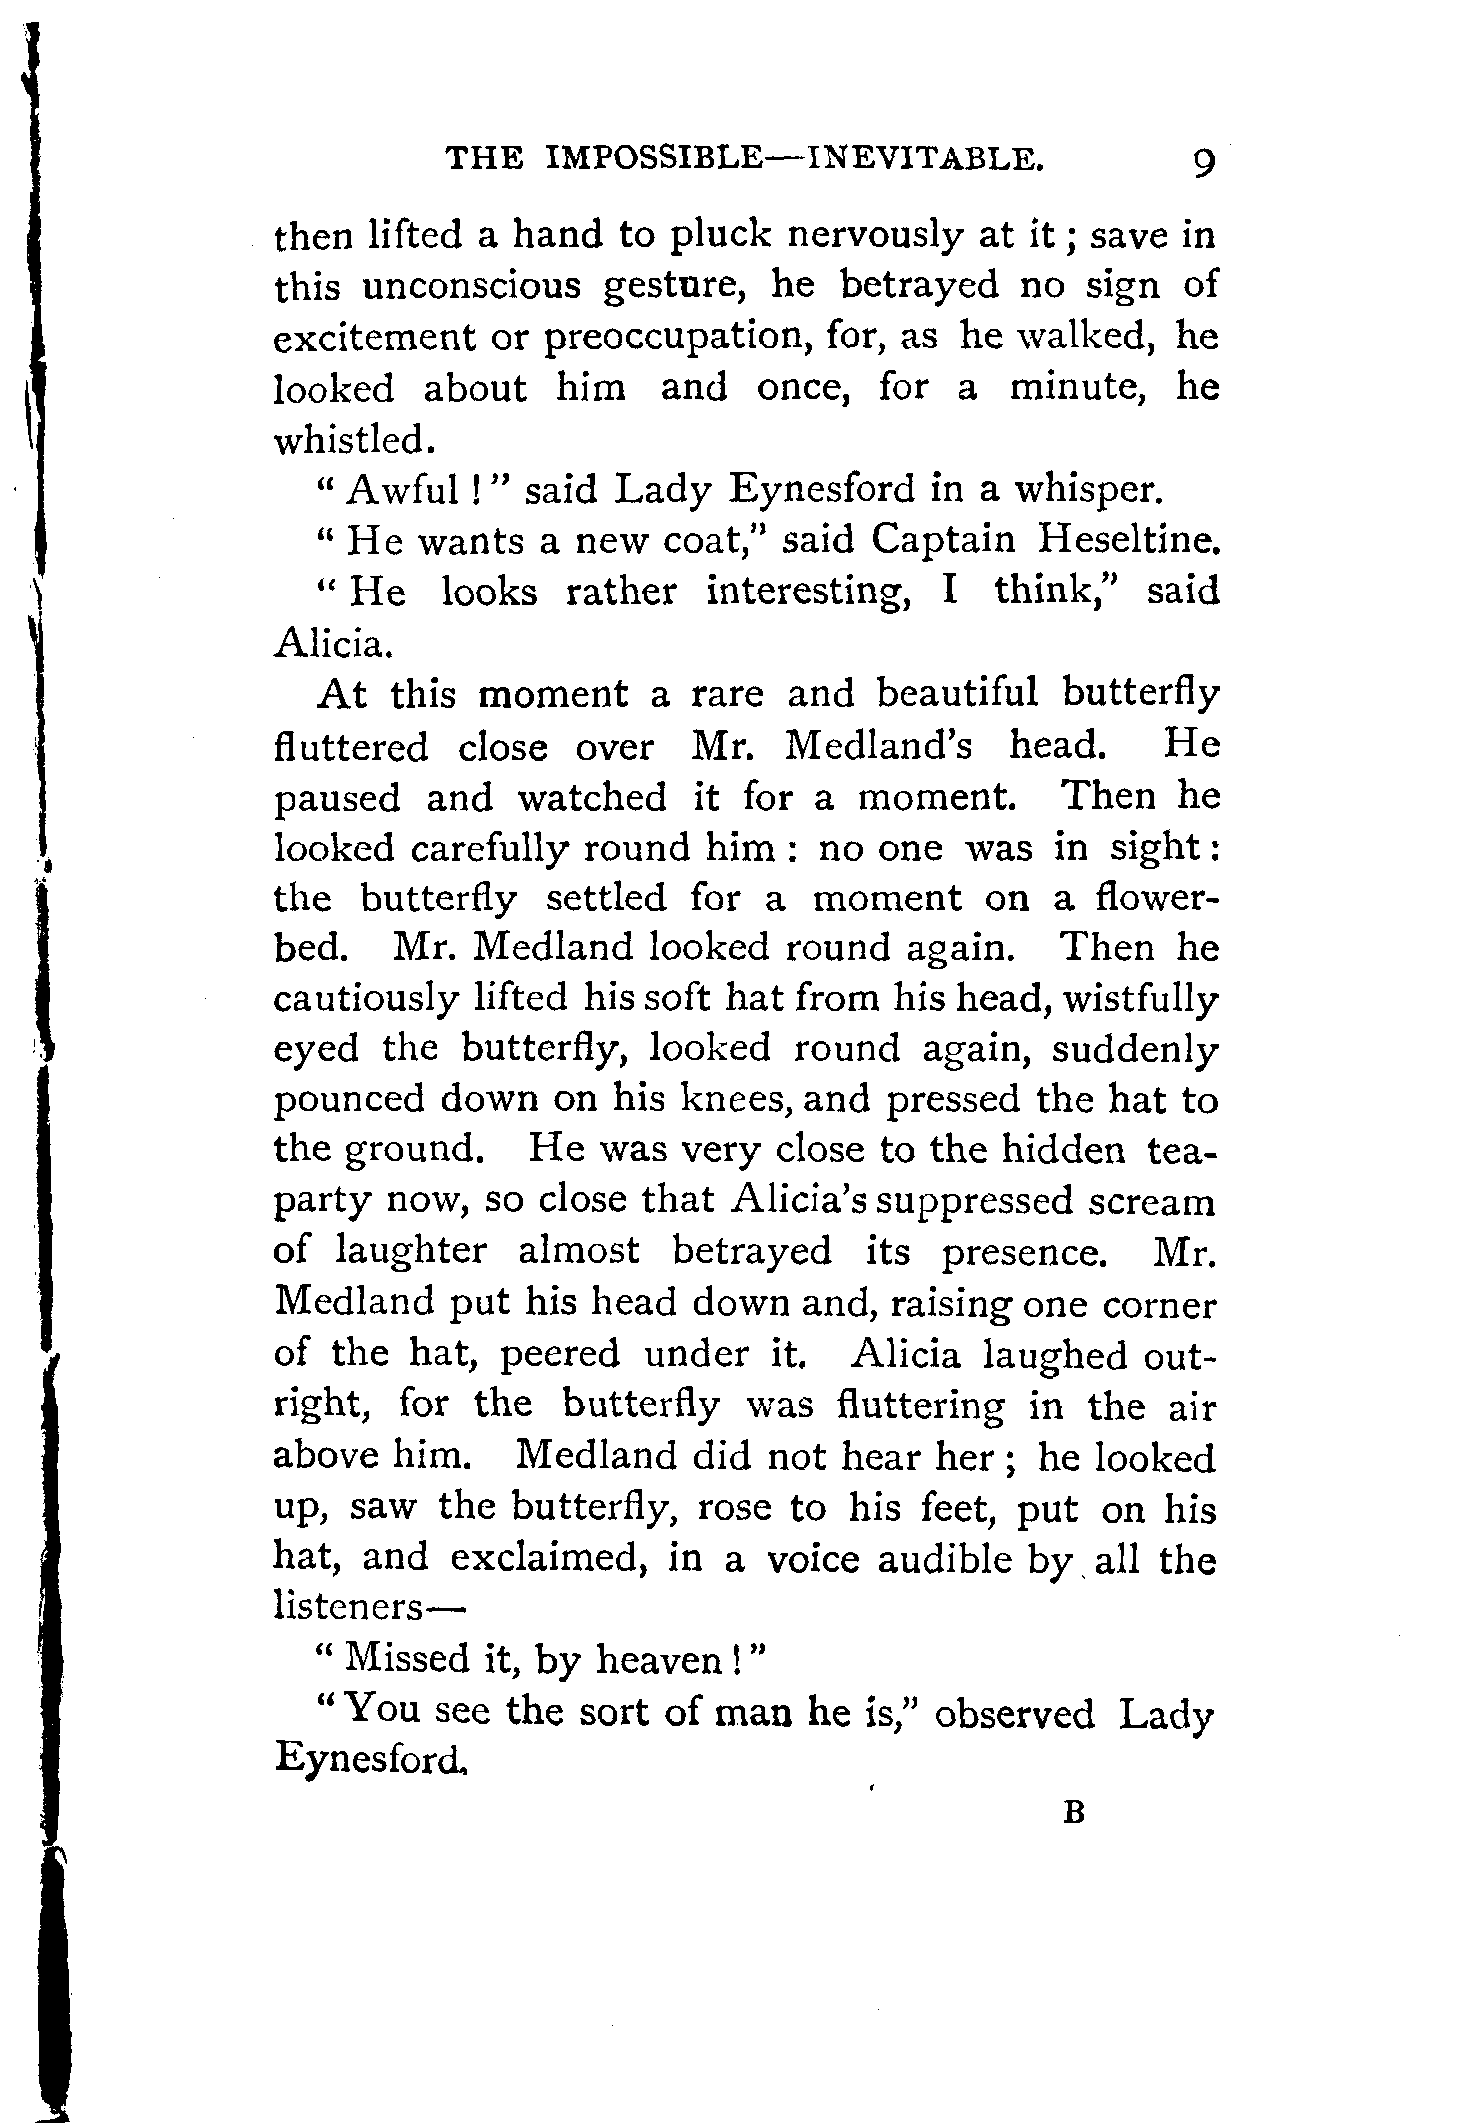 THE IMPOSSIBLE—INEVITABLE. 9
then lifted a hand to pluck nervously at it ; save in
this unconscious gesture, he betrayed no sign of
excitement or preoccupation, for, as he walked, he
looked about him and once, for a minute, he
whistled.
“ Awful ! ” said Lady Eynesford in a whisper.
“ He wants a new coat,” said Captain Heseltine.
“ He looks rather interesting, I think,” said
Alicia.
At this moment a rare and beautiful butterfly
fluttered close over Mr. Medland’s head. He
paused and watched it for a moment. Then he
looked carefully round him : no one was in sight :
the butterfly settled for a moment on a flower-
bed. Mr. Medland looked round again. Then he
cautiously lifted his soft hat from his head, wistfully
eyed the butterfly, looked round again, suddenly
pounced down on his knees, and pressed the hat to
the ground. He was very close to the hidden tea-
party now, so close that Alicia’s suppressed scream
of laughter almost betrayed its presence. Mr.
Medland put his head down and, raising one corner
of the hat, peered under it. Alicia laughed out-
right, for the butterfly was fluttering in the air
above him. Medland did not hear her ; he looked
up, saw the butterfly, rose to his feet, put on his
hat, and exclaimed, in a voice audible by all the
listeners—
“ Missed it, by heaven ! ”
“ You see the sort of man he is,” observed Lady
Eynesford.
B